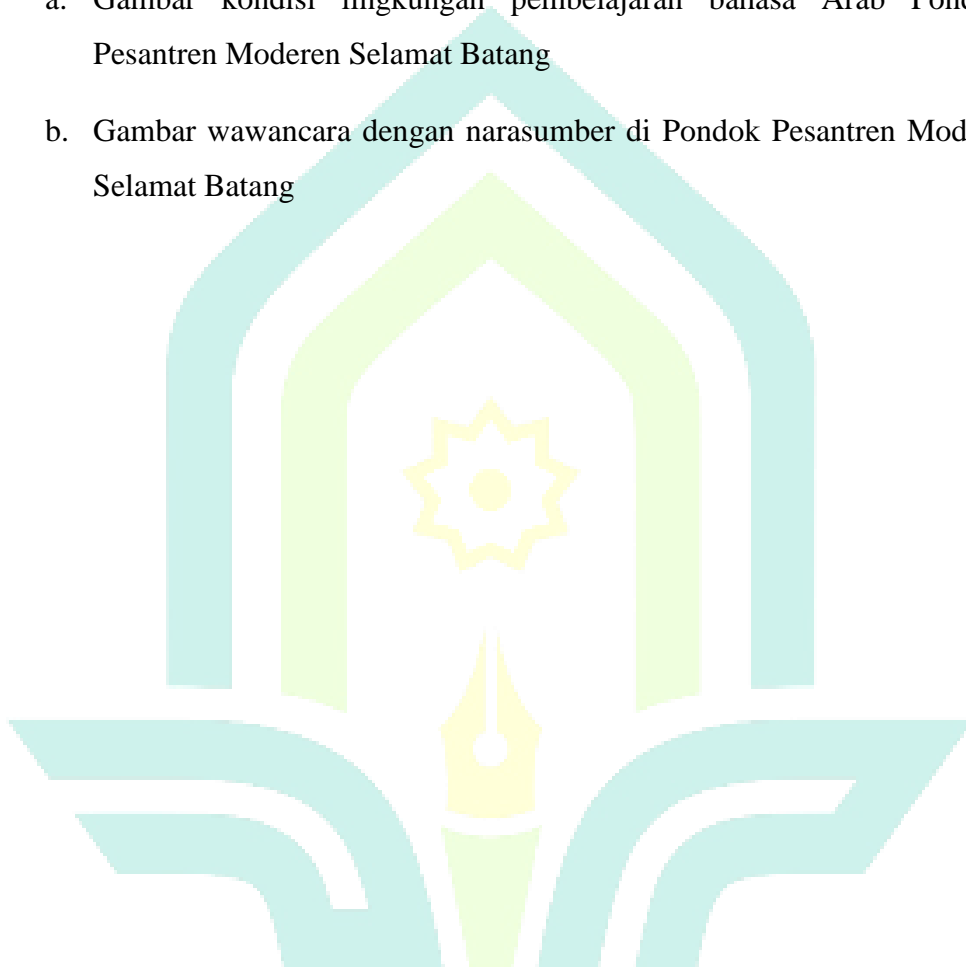 a. Gambar kondisi lingkungan pembelajaran bahasa Arab
Pesantren Moderen Selamat Batang
b. Gambar wawancara dengan narasumber di Pondok Pesantren
Selamat Batang